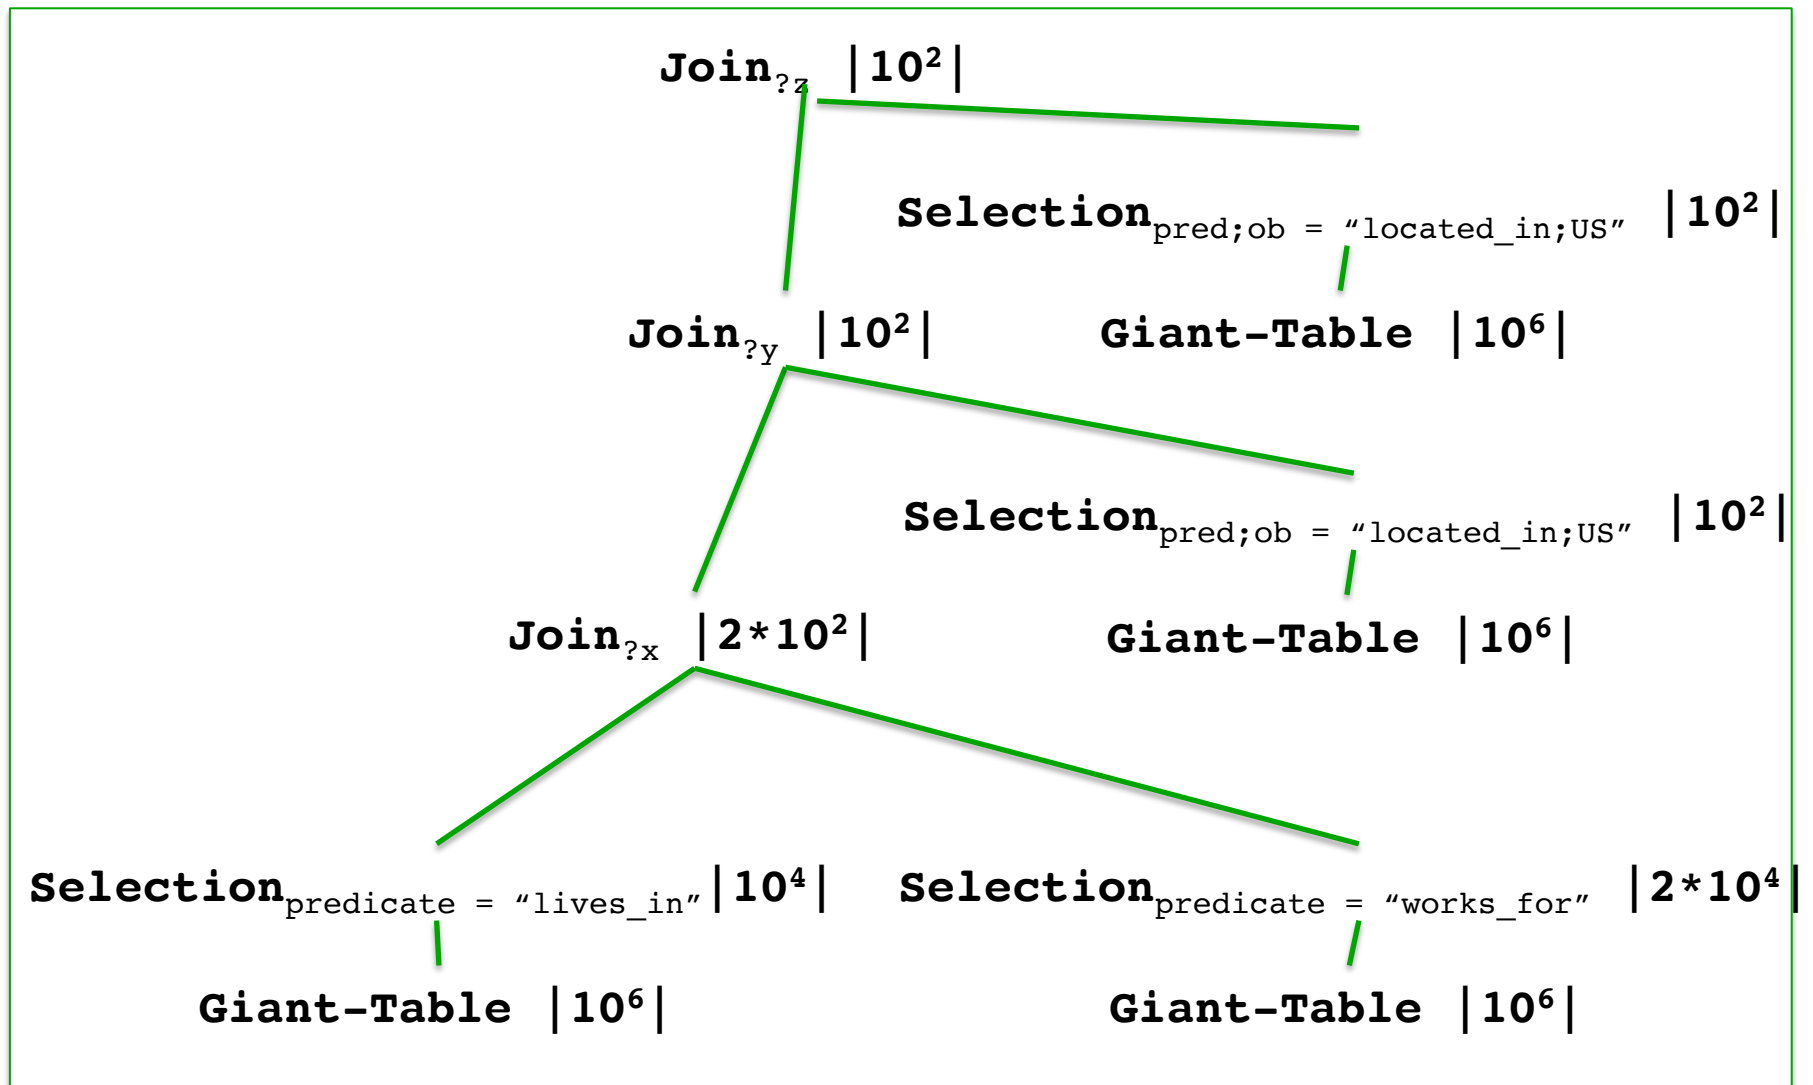 Join?z |10²|
Selectionpred;ob = “located_in;US” |10²|
Join?y |10²| Giant-Table |10⁶|
Selectionpred;ob = “located_in;US” |10²|
Join?x |2*10²| Giant-Table |10⁶|
Selectionpredicate = “lives_in” |10⁴| Selectionpredicate = “works_for” |2*10⁴|
Giant-Table |10⁶| Giant-Table |10⁶|